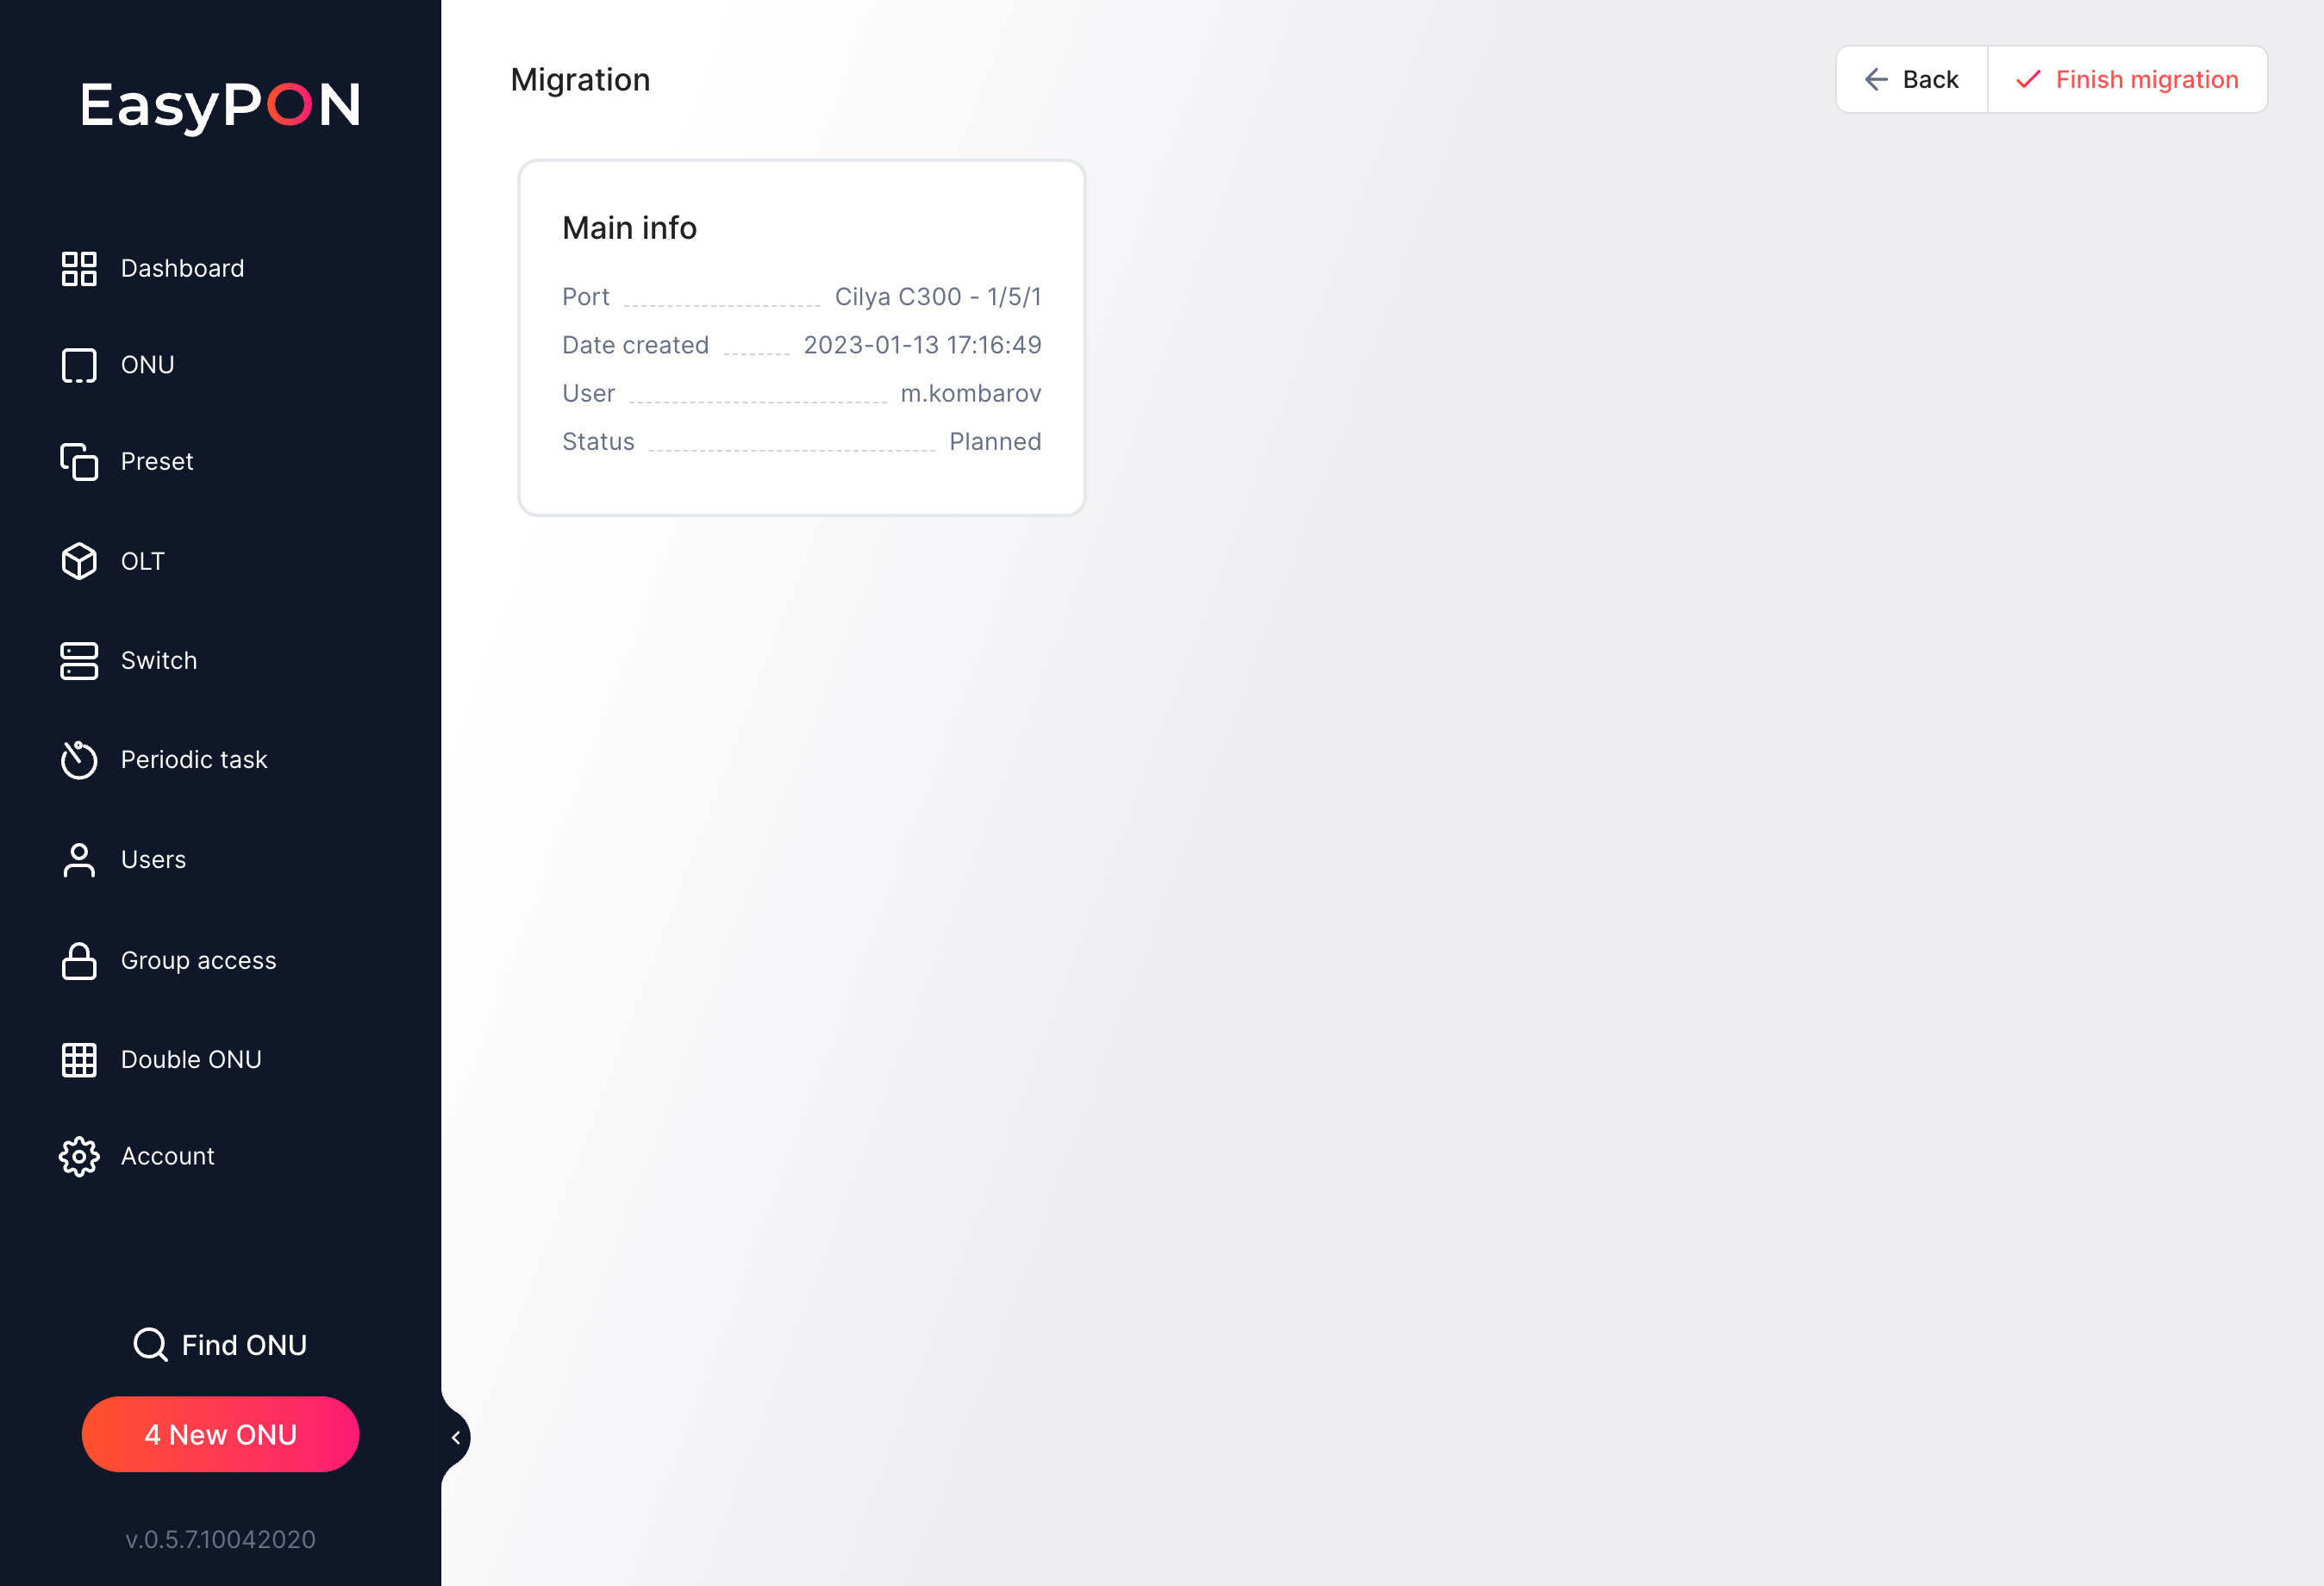 EasyPON
Dashboard
ONU
Preset
OLT
Switch
Periodic task
Users
Group access
Double ONU
Account
Find ONU
4 New ONU
v.0.5.7.10042020
Migration
Back
Finish migration
Main info
Port Cilya C300 - 1/5/1
Date created 2023-01-13 17:16:49
User m.kombarov
Status Planned